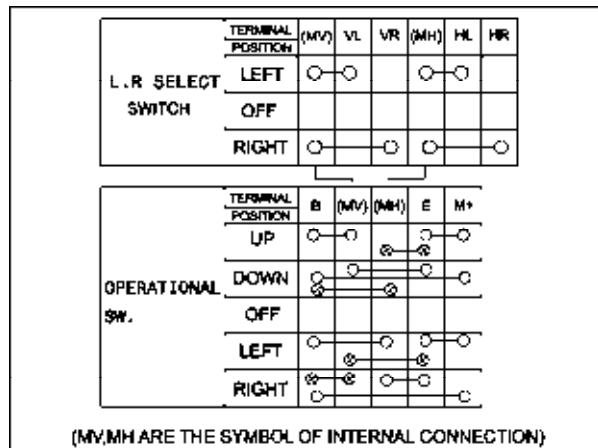 TERMINAL (MV) VL VR (MH) HL HR
POSITION
L.R SELECT SWITCH
LEFT
OFF
RIGHT
TERMINAL B (MV) (MH) E M+
POSITION
UP
DOWN
OPERATIONAL SW.
OFF
LEFT
RIGHT
(MV,MH ARE THE SYMBOL OF INTERNAL CONNECTION)